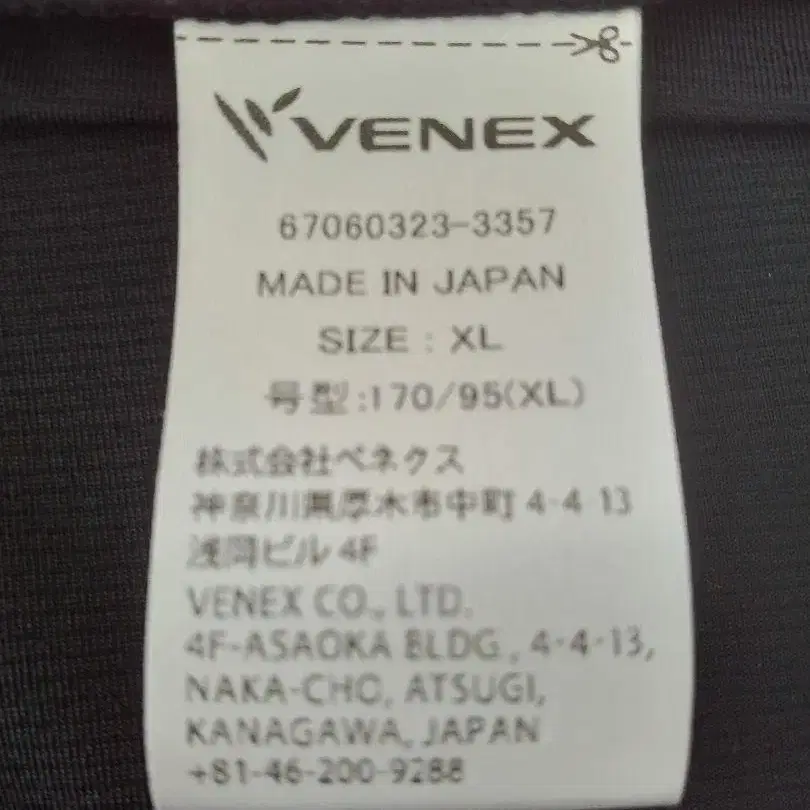 VENEX
67060323-3357
MADE IN JAPAN
SIZE : XL
号型:170/95(XL)
株式会社ベネクス
神奈川県厚木市中町 4-4-13
浅岡ビル 4F
VENEX CO., LTD.
4F-ASAOKA BLDG., 4-4-13,
NAKA-CHO, ATSUGI,
KANAGAWA, JAPAN
+81-46-200-9288